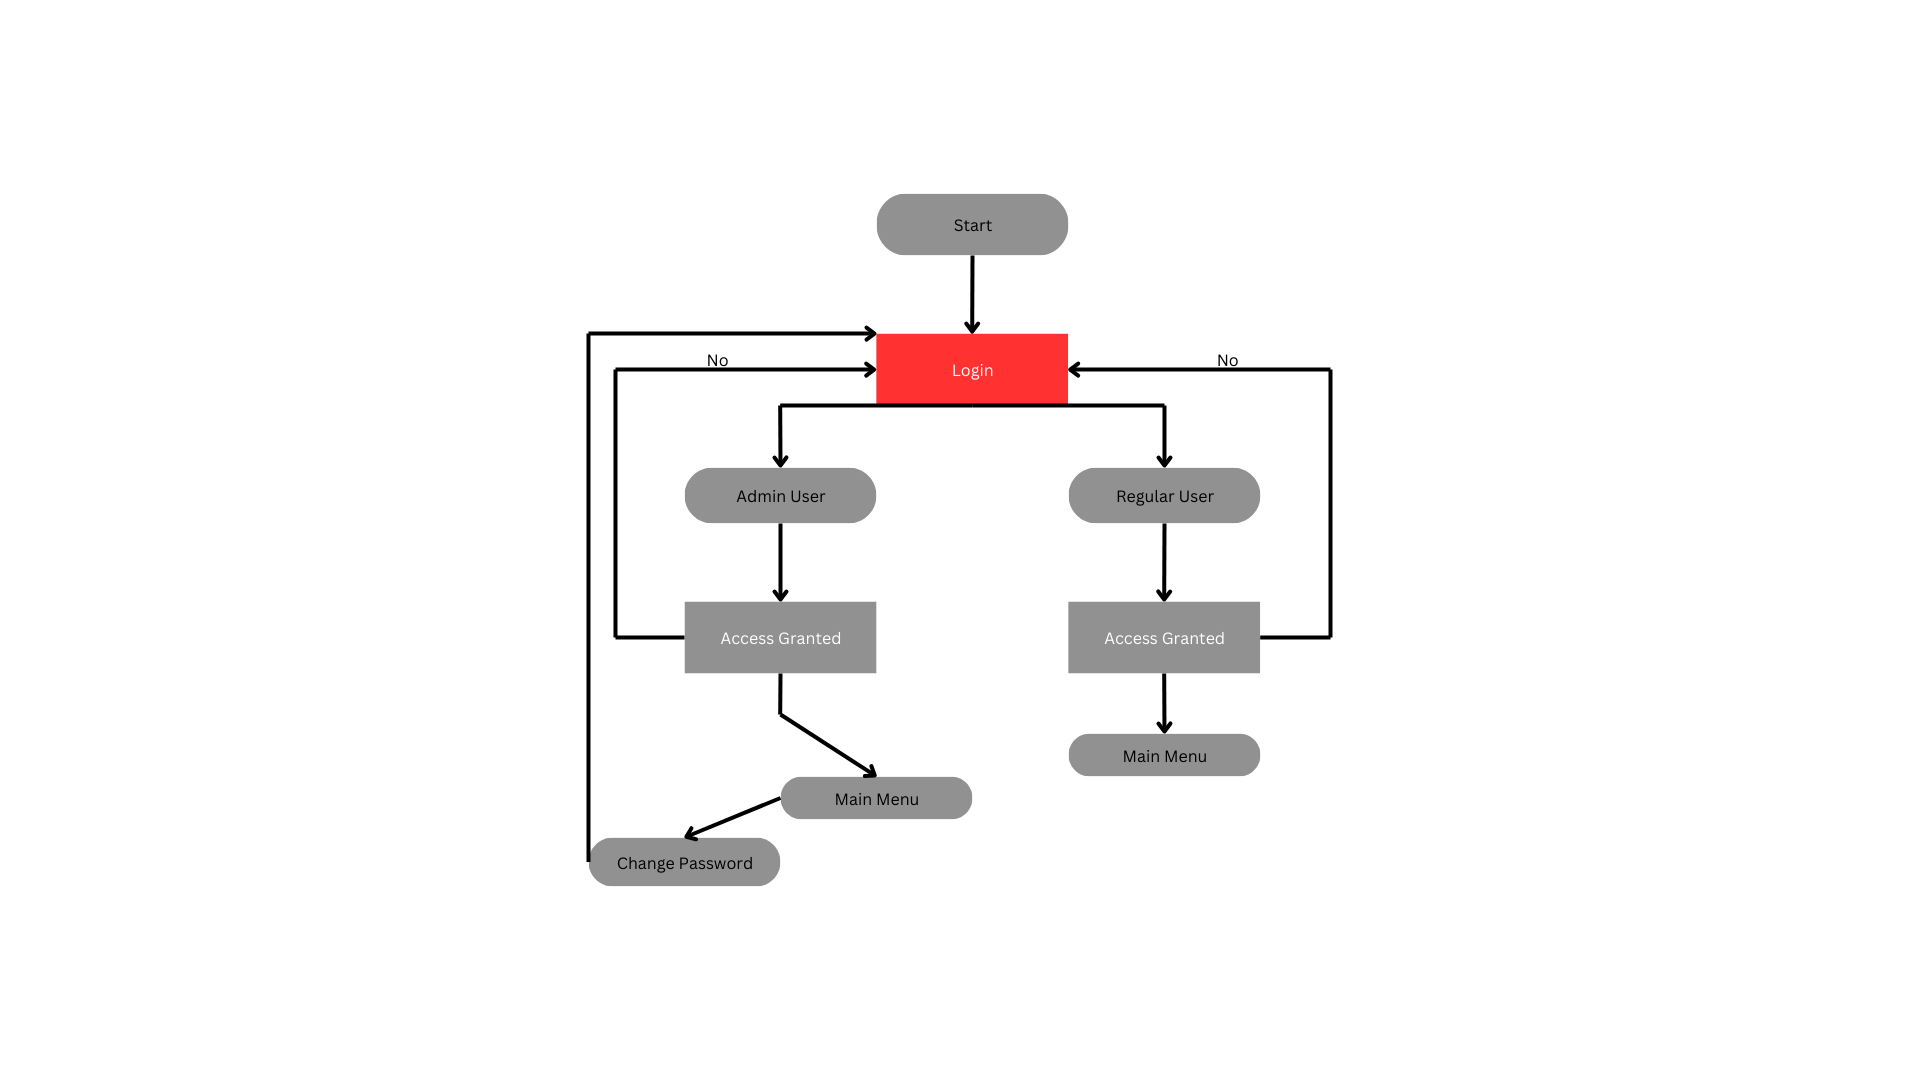 Start
No
Login
No
Admin User
Regular User
Access Granted
Access Granted
Main Menu
Main Menu
Change Password